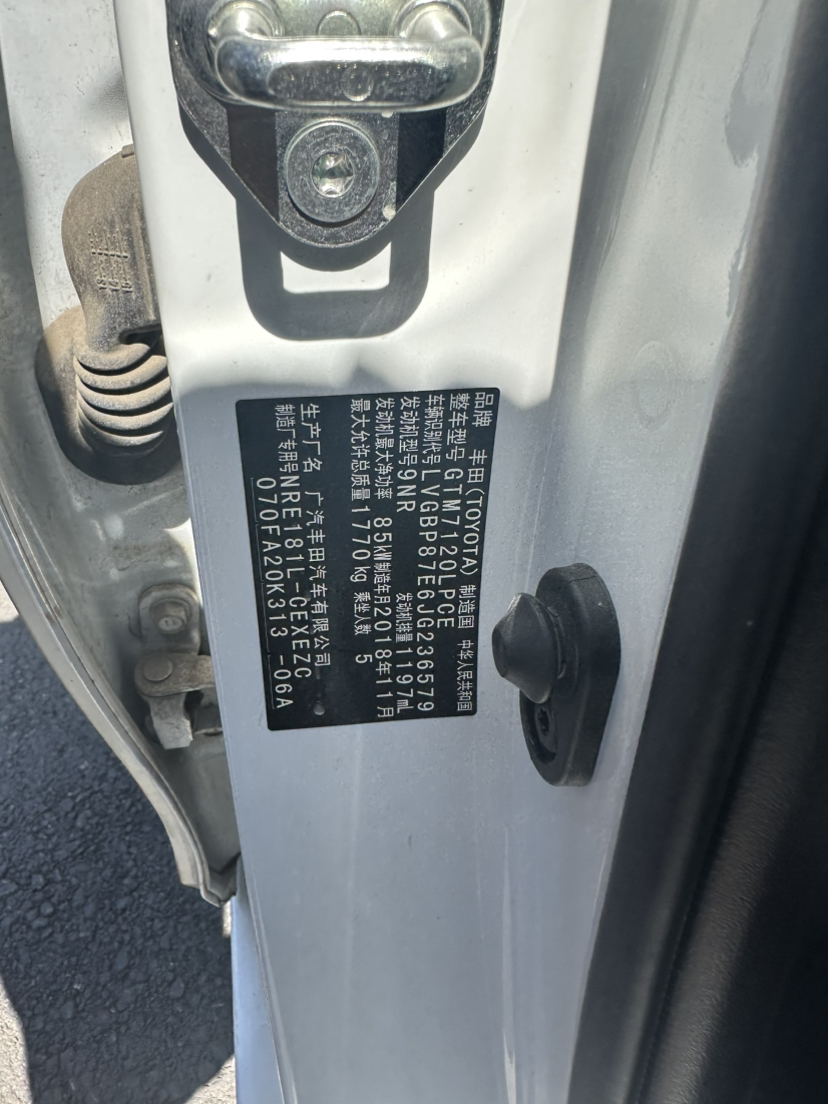 品牌 丰田(TOYOTA) 制造国 中华人民共和国
整车型号 GTM7120LPCE
车辆识别代号 LVGBP87E6JG236579
发动机型号 9NR 发动机排量 1197mL
发动机最大净功率 85kW 制造年月 2018年11月
最大允许总质量 1770kg 乘坐人数 5
生产厂名 广汽丰田汽车有限公司
制造厂专用号 NRE181L-CEXEZC
070FA20K313 -06A